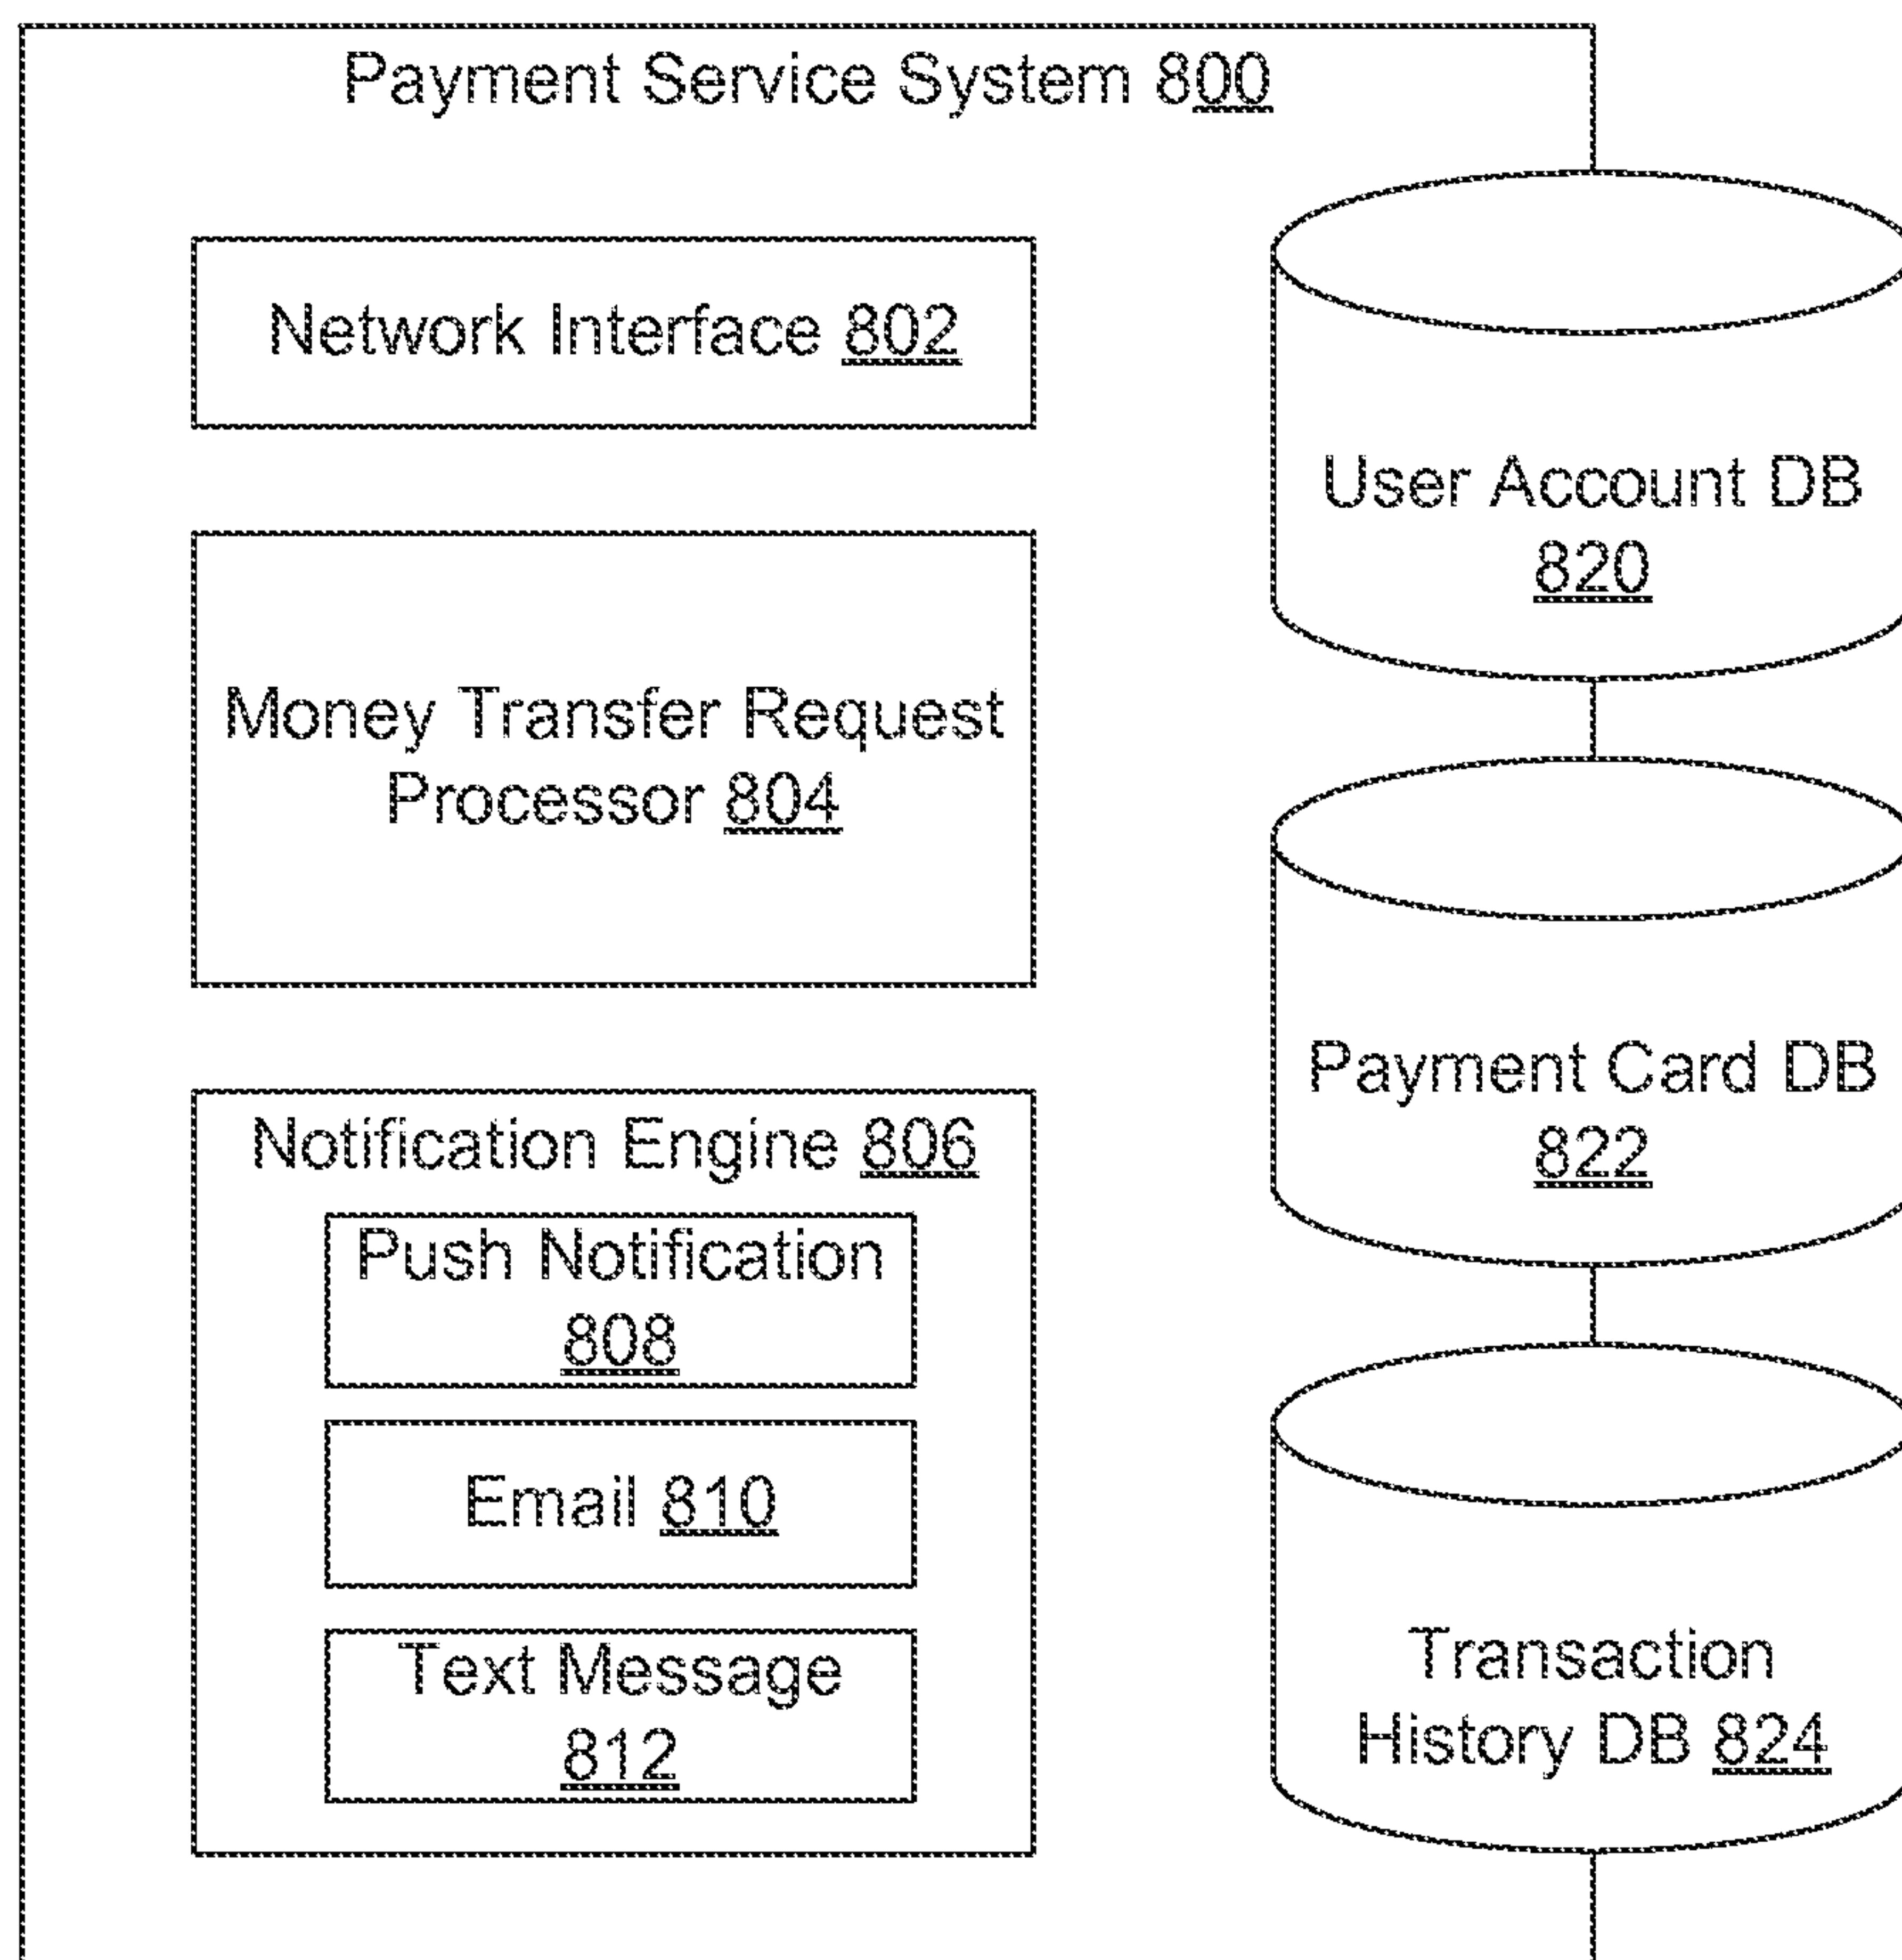 Payment Service System 800
Network Interface 802
Money Transfer Request
Processor 804
Notification Engine 806
Push Notification
808
Email 810
Text Message
812
User Account DB
820
Payment Card DB
822
Transaction
History DB 824